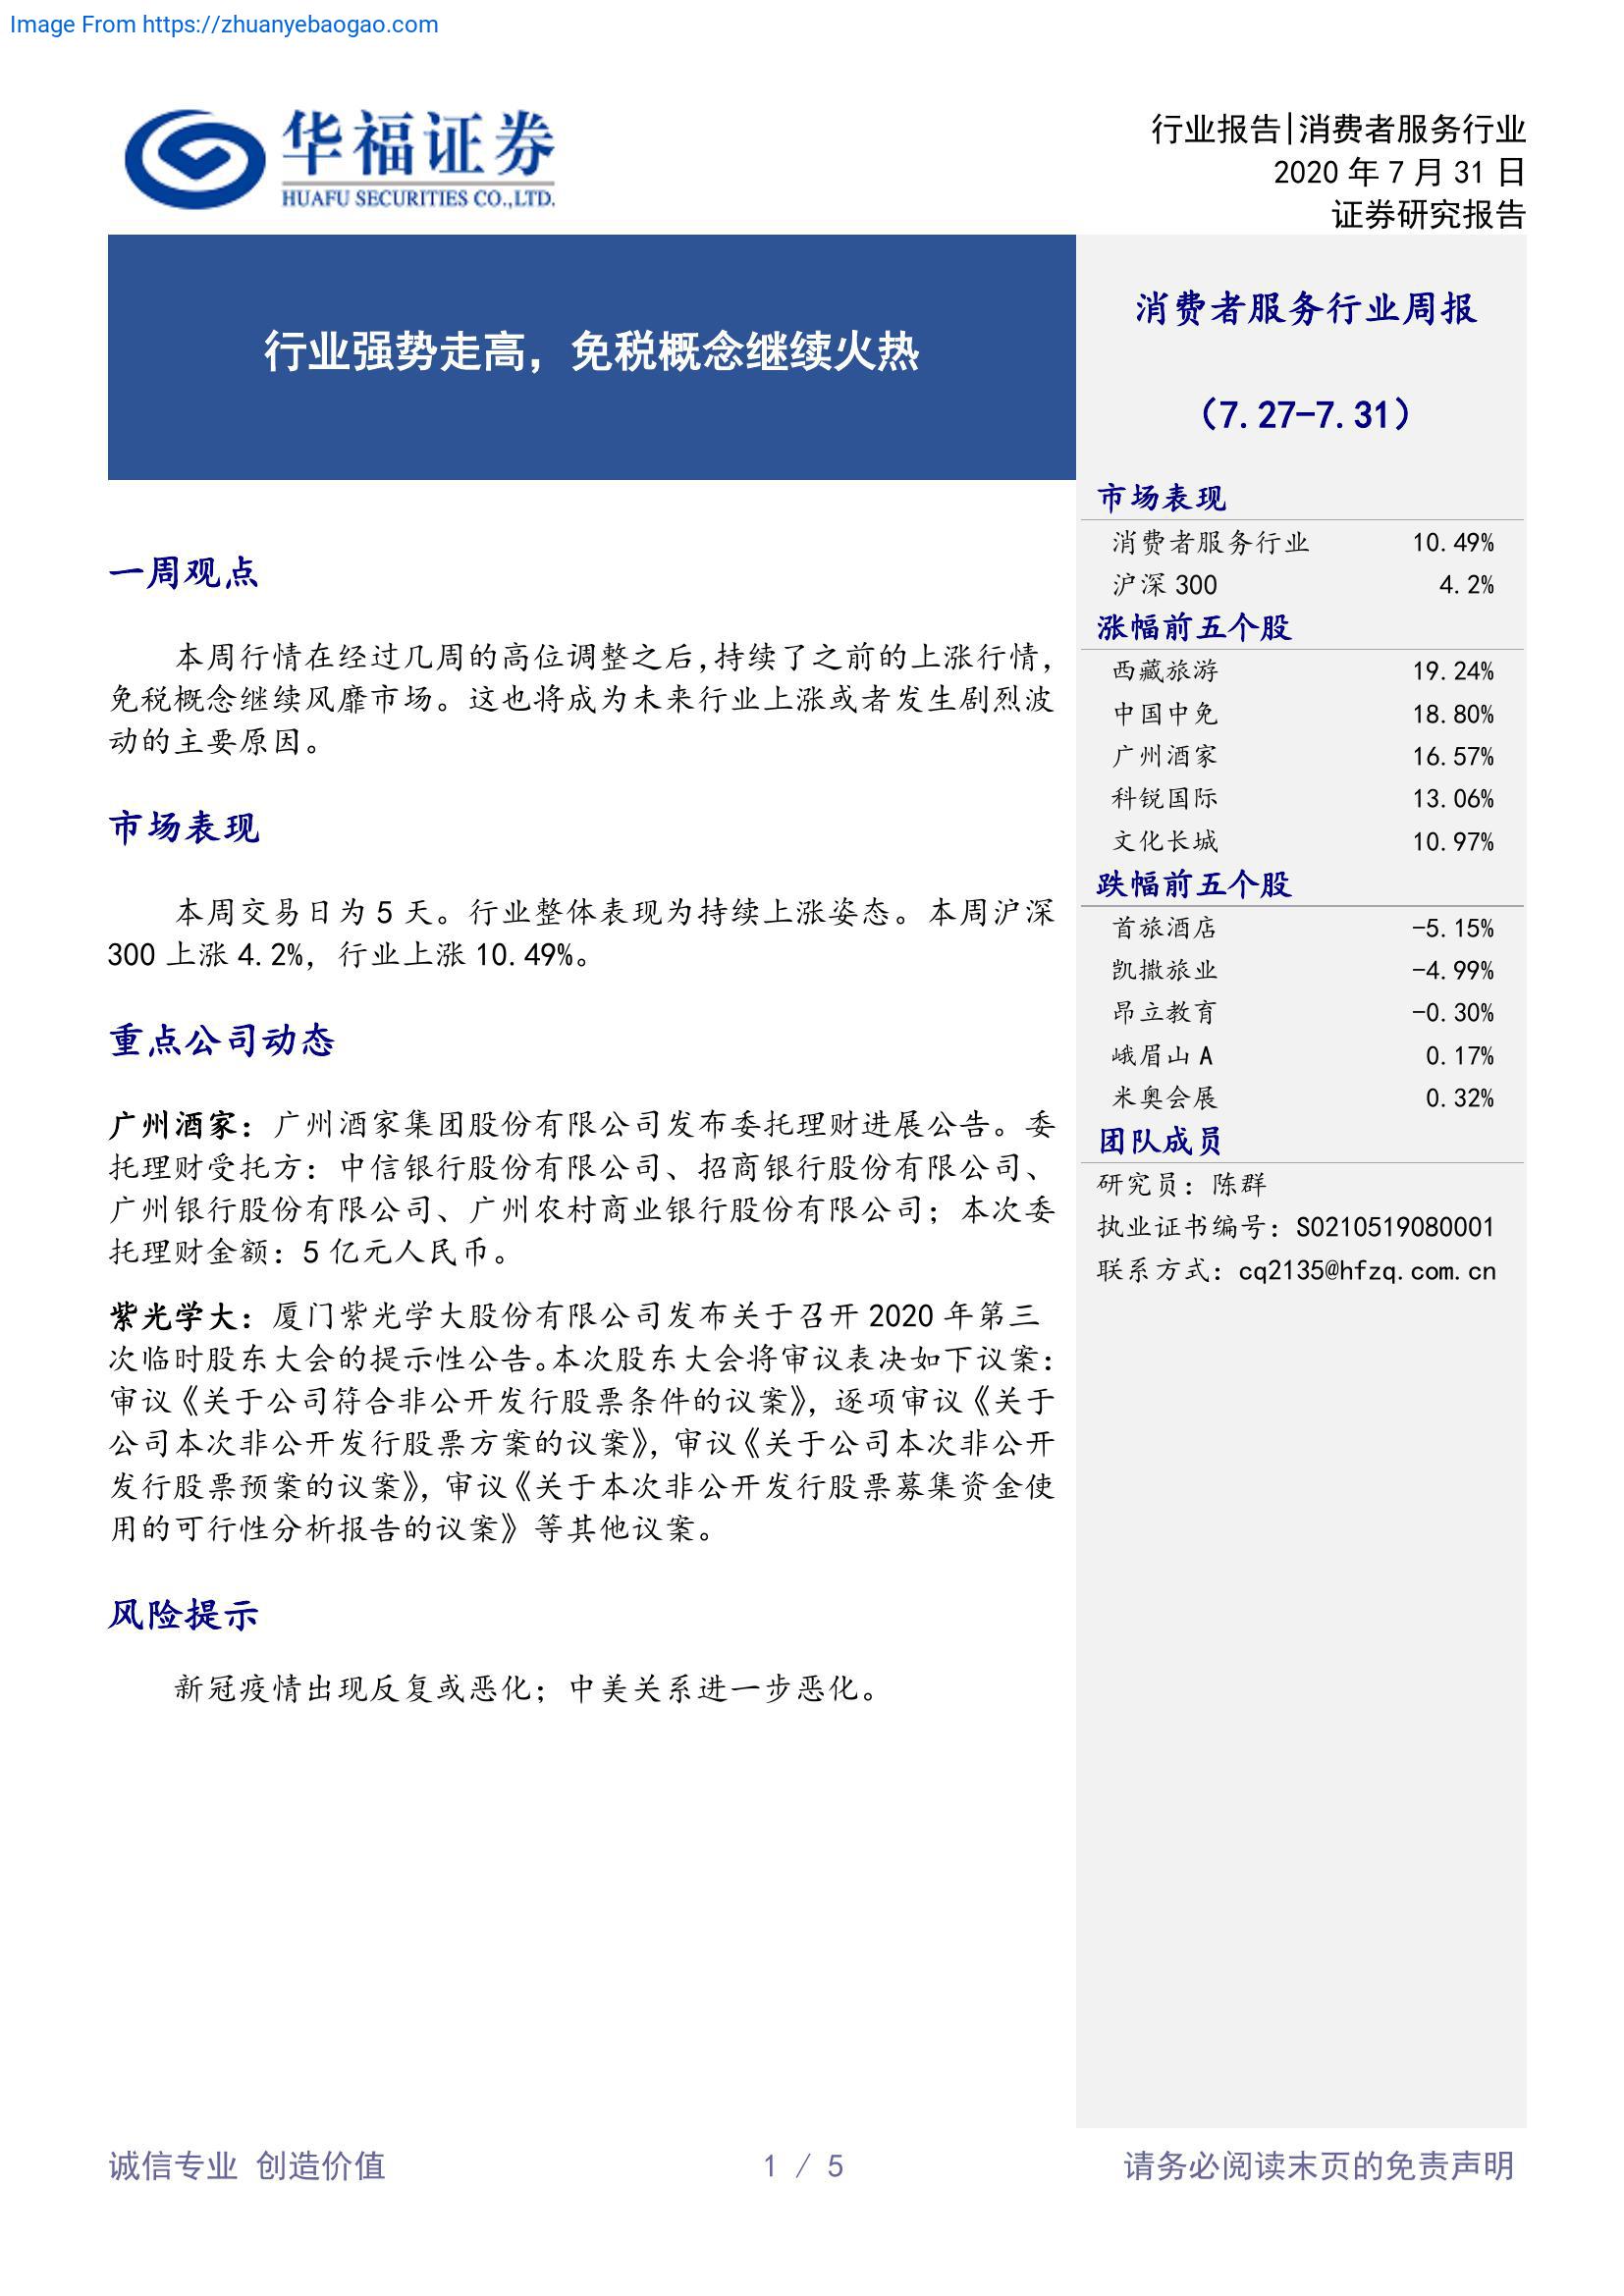 Image From https://zhuanyebaogao.com
华福证券
HUAFU SECURITIES CO.,LTD.
行业报告|消费者服务行业
2020 年 7 月 31 日
证券研究报告
行业强势走高，免税概念继续火热
一周观点
本周行情在经过几周的高位调整之后,持续了之前的上涨行情，
免税概念继续风靡市场。这也将成为未来行业上涨或者发生剧烈波
动的主要原因。
市场表现
本周交易日为 5 天。行业整体表现为持续上涨姿态。本周沪深
300 上涨 4.2%，行业上涨 10.49%。
重点公司动态
广州酒家：广州酒家集团股份有限公司发布委托理财进展公告。委
托理财受托方：中信银行股份有限公司、招商银行股份有限公司、
广州银行股份有限公司、广州农村商业银行股份有限公司；本次委
托理财金额：5 亿元人民币。
紫光学大：厦门紫光学大股份有限公司发布关于召开 2020 年第三
次临时股东大会的提示性公告。本次股东大会将审议表决如下议案：
审议《关于公司符合非公开发行股票条件的议案》，逐项审议《关于
公司本次非公开发行股票方案的议案》，审议《关于公司本次非公开
发行股票预案的议案》，审议《关于本次非公开发行股票募集资金使
用的可行性分析报告的议案》等其他议案。
风险提示
新冠疫情出现反复或恶化；中美关系进一步恶化。
消费者服务行业周报
（7.27-7.31）
市场表现
消费者服务行业 10.49%
沪深 300 4.2%
涨幅前五个股
西藏旅游 19.24%
中国中免 18.80%
广州酒家 16.57%
科锐国际 13.06%
文化长城 10.97%
跌幅前五个股
首旅酒店 -5.15%
凯撒旅业 -4.99%
昂立教育 -0.30%
峨眉山 A 0.17%
米奥会展 0.32%
团队成员
研究员：陈群
执业证书编号：S0210519080001
联系方式：cq2135@hfzq.com.cn
诚信专业 创造价值
1 / 5
请务必阅读末页的免责声明